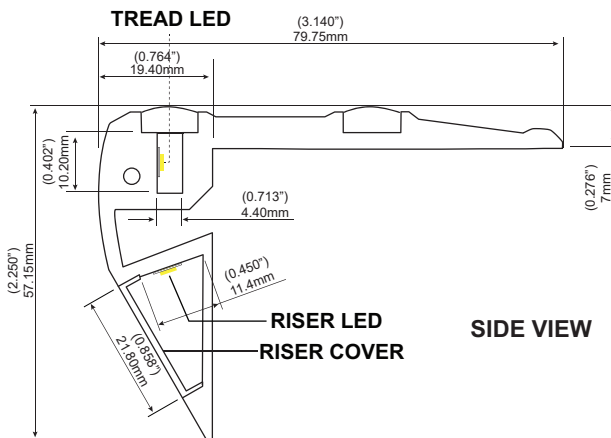 TREAD LED
(3.140")
79.75mm
(0.764")
19.40mm
(0.402")
10.20mm
(0.713")
4.40mm
(0.276")
7mm
(2.250")
57.15mm
(0.450")
11.4mm
(0.858")
21.80mm
RISER LED
RISER COVER
SIDE VIEW